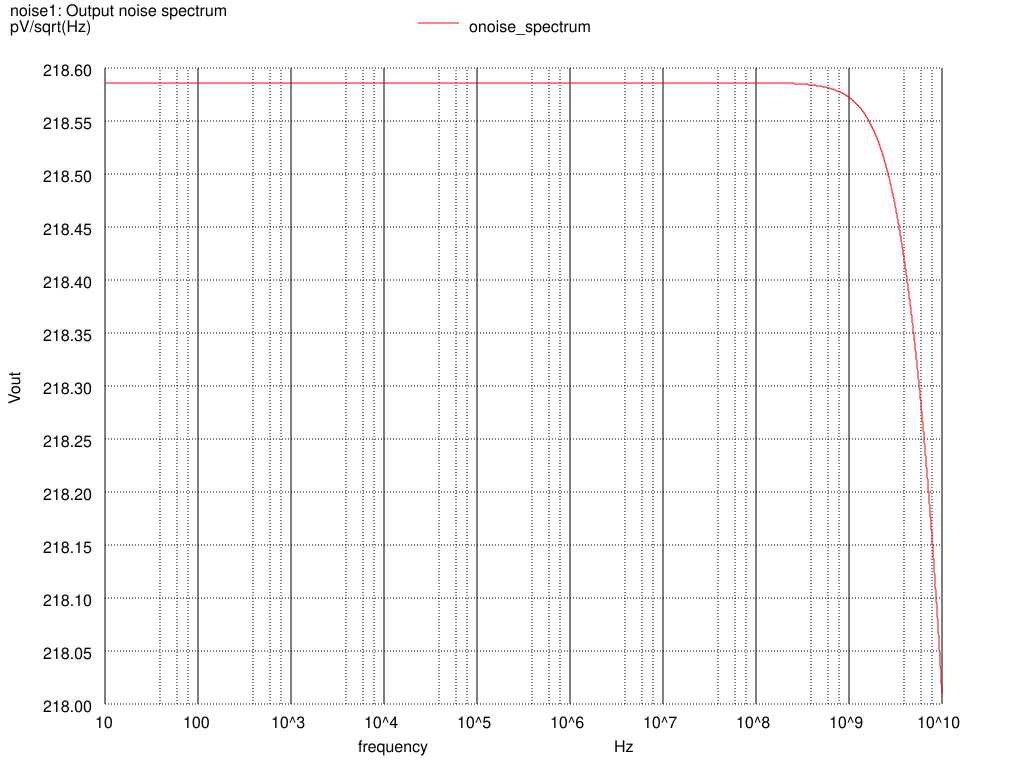 noise1: Output noise spectrum
pV/sqrt(Hz)
onoise_spectrum
218.60
218.55
218.50
218.45
218.40
218.35
218.30
218.25
218.20
218.15
218.10
218.05
218.00
Vout
10 100 10^3 10^4 10^5 10^6 10^7 10^8 10^9 10^10
frequency Hz